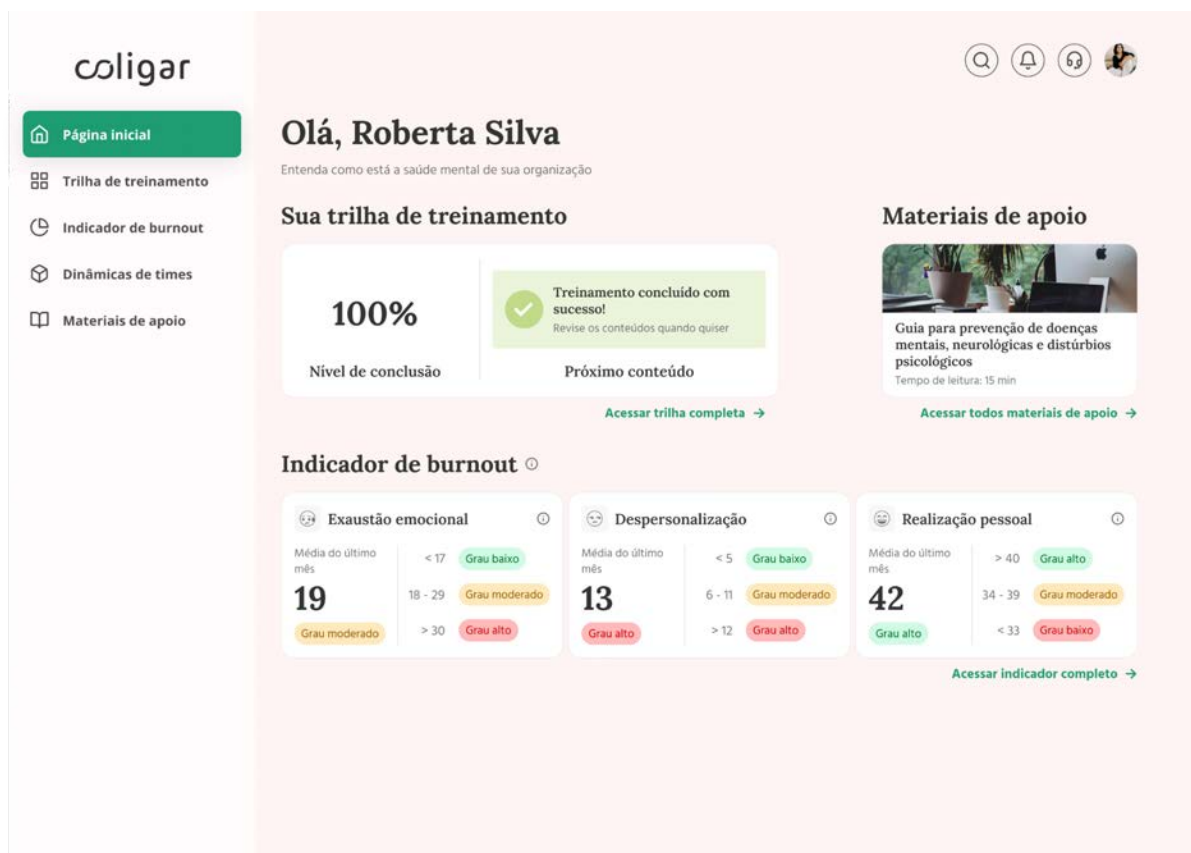 coligar
Página inicial
Trilha de treinamento
Indicador de burnout
Dinâmicas de times
Materiais de apoio
Olá, Roberta Silva
Entenda como está a saúde mental de sua organização
Sua trilha de treinamento
100%
Nível de conclusão
Treinamento concluído com
sucesso!
Revise os conteúdos quando quiser
Próximo conteúdo
Acessar trilha completa →
Materiais de apoio
Guia para prevenção de doenças
mentais, neurológicas e distúrbios
psicológicos
Tempo de leitura: 15 min
Acessar todos materiais de apoio →
Indicador de burnout
Exaustão emocional
Média do último
mês
19
Grau moderado
< 17 Grau baixo
18 - 29 Grau moderado
> 30 Grau alto
Despersonalização
Média do último
mês
13
Grau alto
< 5 Grau baixo
6 - 11 Grau moderado
> 12 Grau alto
Realização pessoal
Média do último
mês
42
Grau alto
> 40 Grau alto
34 - 39 Grau moderado
< 33 Grau baixo
Acessar indicador completo →